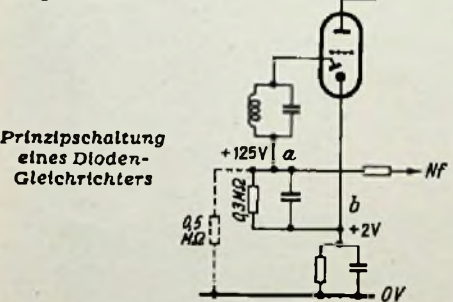 Prinzipschaltung
eines Dioden-
Gleichrichters
+125V a
Nf
0,3MΩ
b
0,5
MΩ
+2V
0V